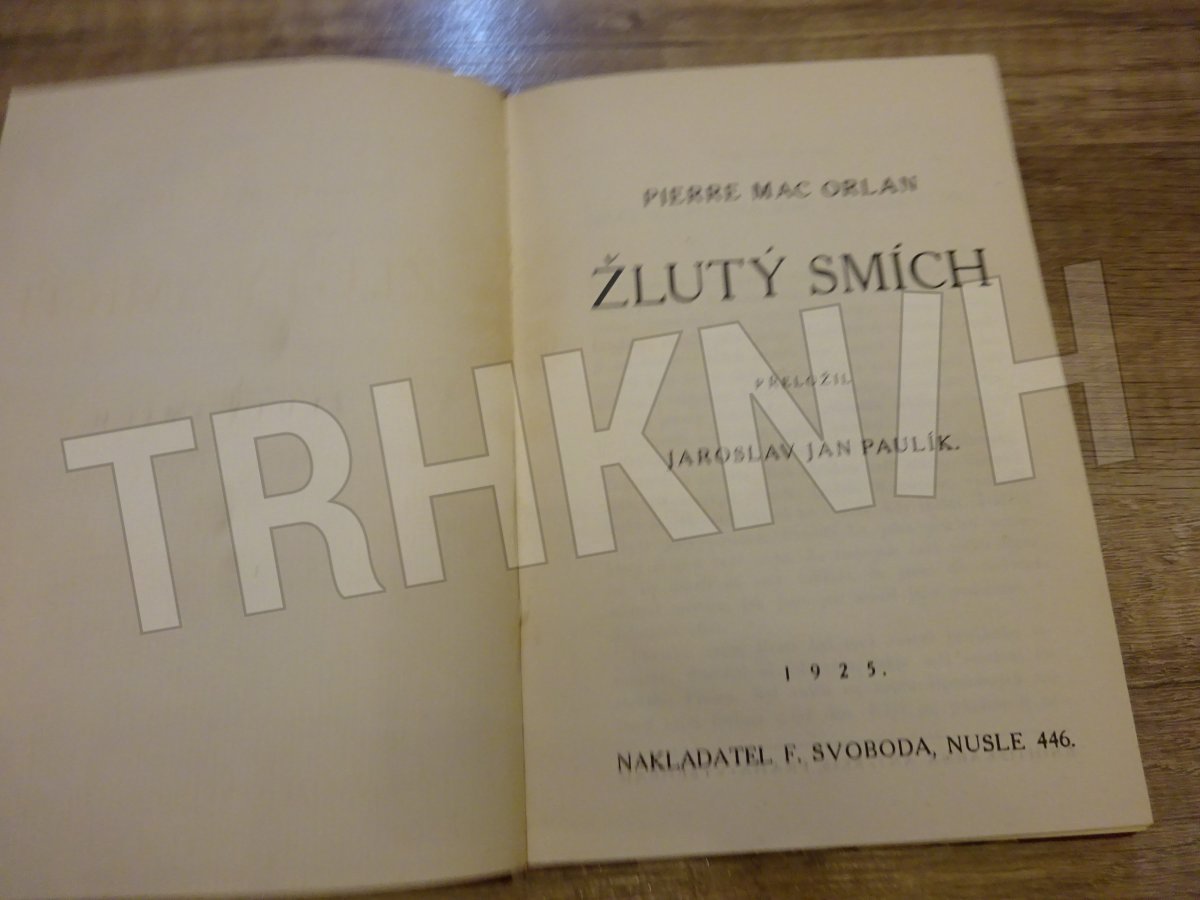 PIERRE MAC ORLAN
ŽLUTÝ SMÍCH
PŘELOŽIL
JAROSLAV JAN PAULÍK.
1925.
NAKLADATEL F. SVOBODA, NUSLE 446.
TRHKNIH